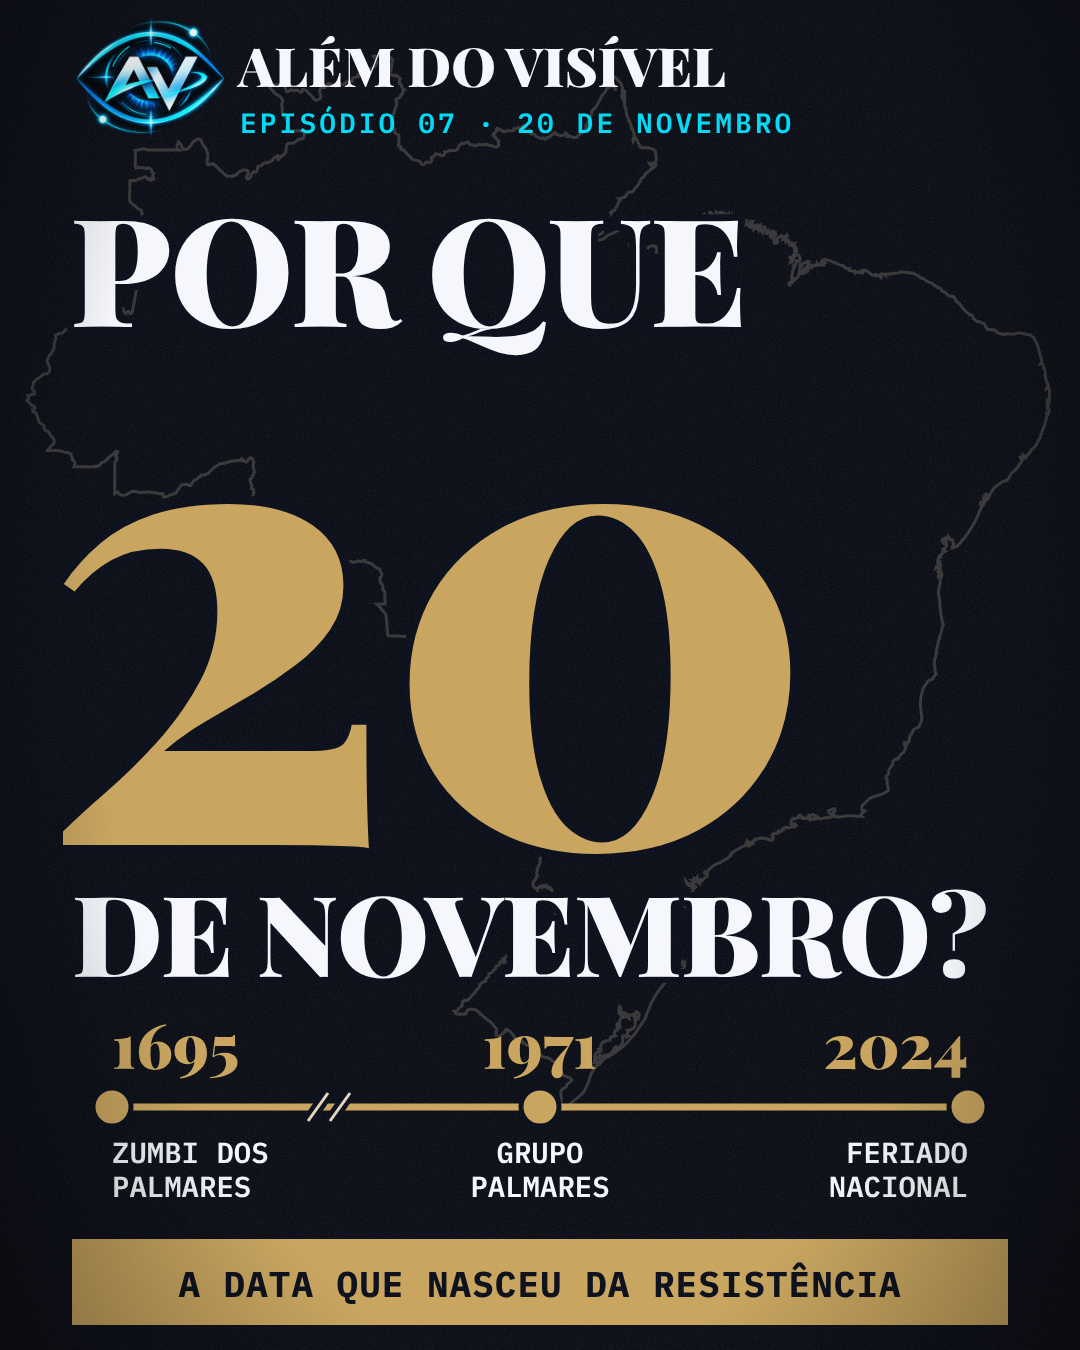 AV
ALÉM DO VISÍVEL
EPISÓDIO 07 · 20 DE NOVEMBRO
POR QUE
20
DE NOVEMBRO?
1695 1971 2024
ZUMBI DOS PALMARES
GRUPO PALMARES
FERIADO NACIONAL
A DATA QUE NASCEU DA RESISTÊNCIA